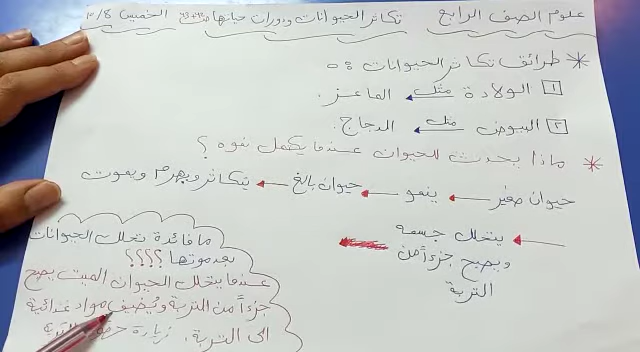 علوم الصف الرابع تكاثر الحيوانات ودورات حياتها الخميس ٣/٨
* طرائق تكاثر الحيوانات :ـ
١ الولادة مثل الماعز.
٢ البيوض مثل الدجاج.
* ماذا يحدث للحيوان عندما يكمل نموه ؟
حيوان صغير ← ينمو ← حيوان بالغ ← يتكاثر ويهرم ويموت
← يتحلل جسمه
ويصبح جزءاً من
التربة
ما فائدة تحلل الحيوانات
بعد موتها ؟؟؟؟
عندما يتحلل الحيوان الميت يصبح
جزءاً من التربة ويُضيف مواد غذائية
الى التربة، زيادة